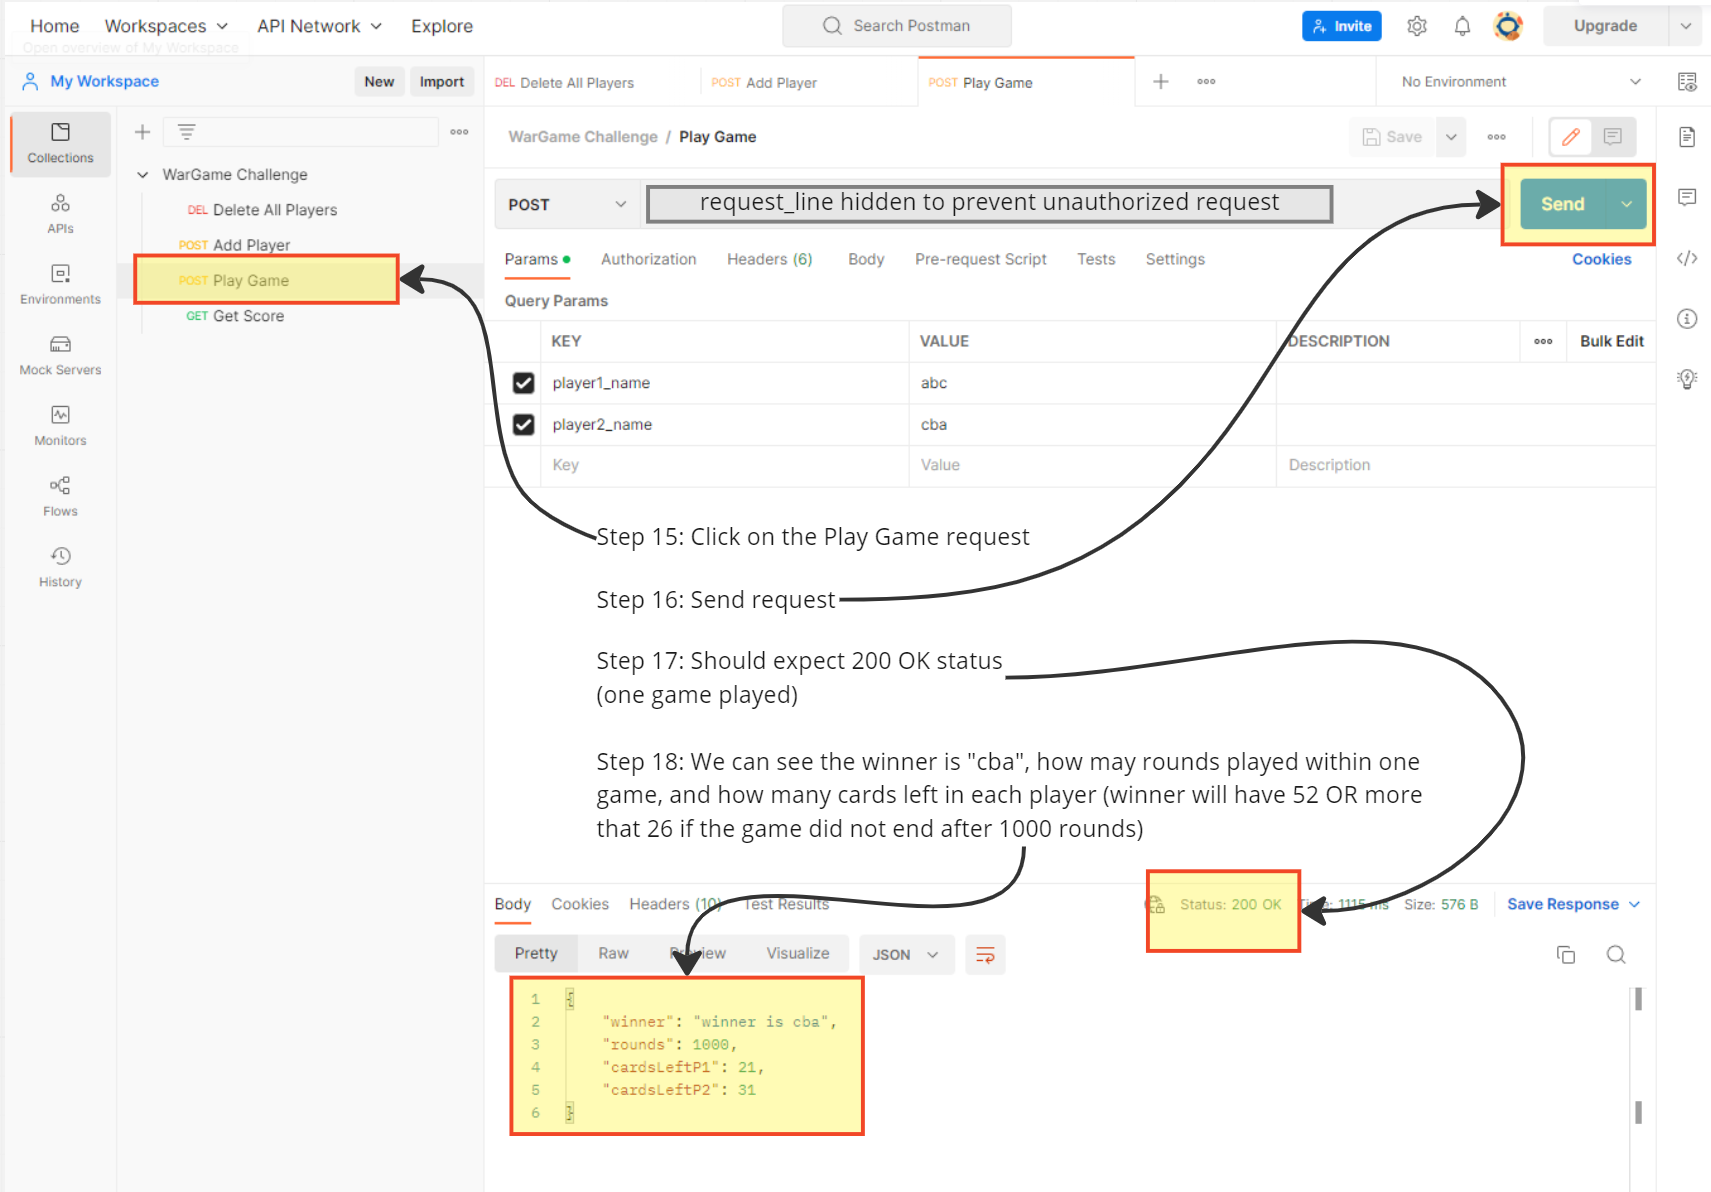 Home Workspaces API Network Explore Search Postman Invite Upgrade
Open overview of My Workspace
My Workspace New Import DEL Delete All Players POST Add Player POST Play Game No Environment
Collections
APIs
Environments
Mock Servers
Monitors
Flows
History
WarGame Challenge
DEL Delete All Players
POST Add Player
POST Play Game
GET Get Score
WarGame Challenge / Play Game Save
POST request_line hidden to prevent unauthorized request Send
Params Authorization Headers (6) Body Pre-request Script Tests Settings Cookies
Query Params
KEY VALUE DESCRIPTION Bulk Edit
player1_name abc
player2_name cba
Key Value Description
Step 15: Click on the Play Game request
Step 16: Send request
Step 17: Should expect 200 OK status
(one game played)
Step 18: We can see the winner is "cba", how may rounds played within one
game, and how many cards left in each player (winner will have 52 OR more
that 26 if the game did not end after 1000 rounds)
Body Cookies Headers (10) Test Results Status: 200 OK Time: 1115 ms Size: 576 B Save Response
Pretty Raw Preview Visualize JSON
1 {
2 "winner": "winner is cba",
3 "rounds": 1000,
4 "cardsLeftP1": 21,
5 "cardsLeftP2": 31
6 }